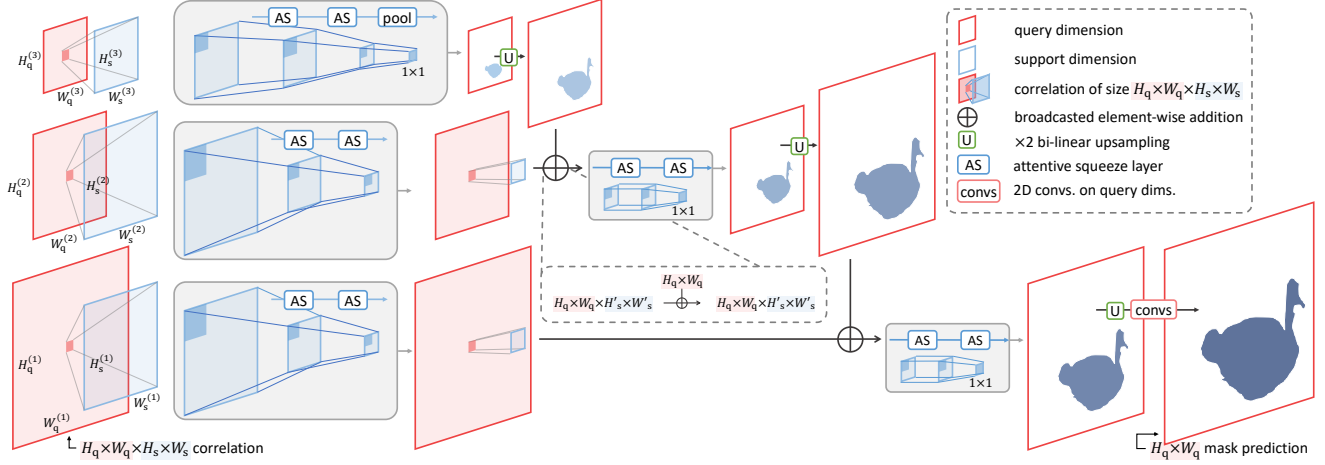 AS AS pool
H_q^(3)
H_s^(3)
W_q^(3)
W_s^(3)
1×1
U
AS AS
H_q^(2)
H_s^(2)
W_q^(2)
W_s^(2)
AS AS
1×1
U
H_q×W_q
H_q×W_q×H'_s×W'_s
H_q×W_q×H'_s×W'_s
AS AS
H_q^(1)
H_s^(1)
W_q^(1)
W_s^(1)
AS AS
1×1
U convs
H_q×W_q×H_s×W_s correlation
H_q×W_q mask prediction
query dimension
support dimension
correlation of size H_q×W_q×H_s×W_s
broadcasted element-wise addition
U ×2 bi-linear upsampling
AS attentive squeeze layer
convs 2D convs. on query dims.